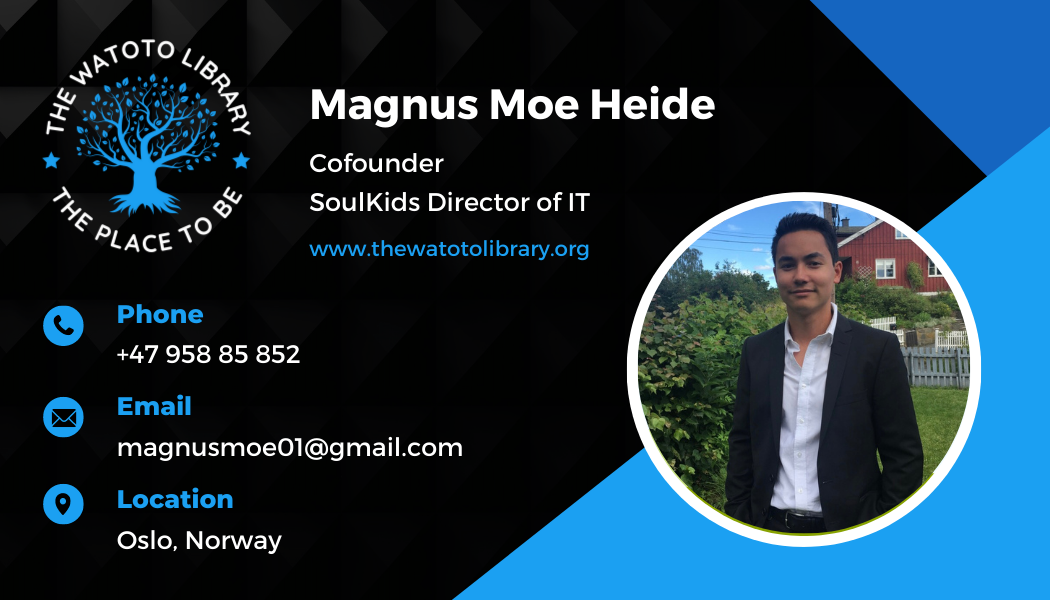 THE WATOTO LIBRARY
THE PLACE TO BE
Magnus Moe Heide
Cofounder
SoulKids Director of IT
www.thewatotolibrary.org
Phone
+47 958 85 852
Email
magnusmoe01@gmail.com
Location
Oslo, Norway